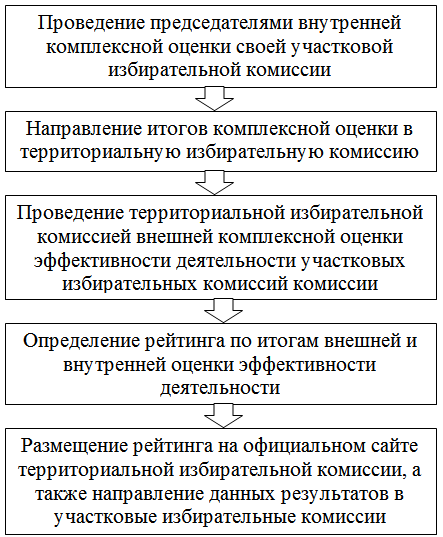 Проведение председателями внутренней
комплексной оценки своей участковой
избирательной комиссии
Направление итогов комплексной оценки в
территориальную избирательную комиссию
Проведение территориальной избирательной
комиссией внешней комплексной оценки
эффективности деятельности участковых
избирательных комиссий комиссии
Определение рейтинга по итогам внешней и
внутренней оценки эффективности
деятельности
Размещение рейтинга на официальном сайте
территориальной избирательной комиссии, а
также направление данных результатов в
участковые избирательные комиссии